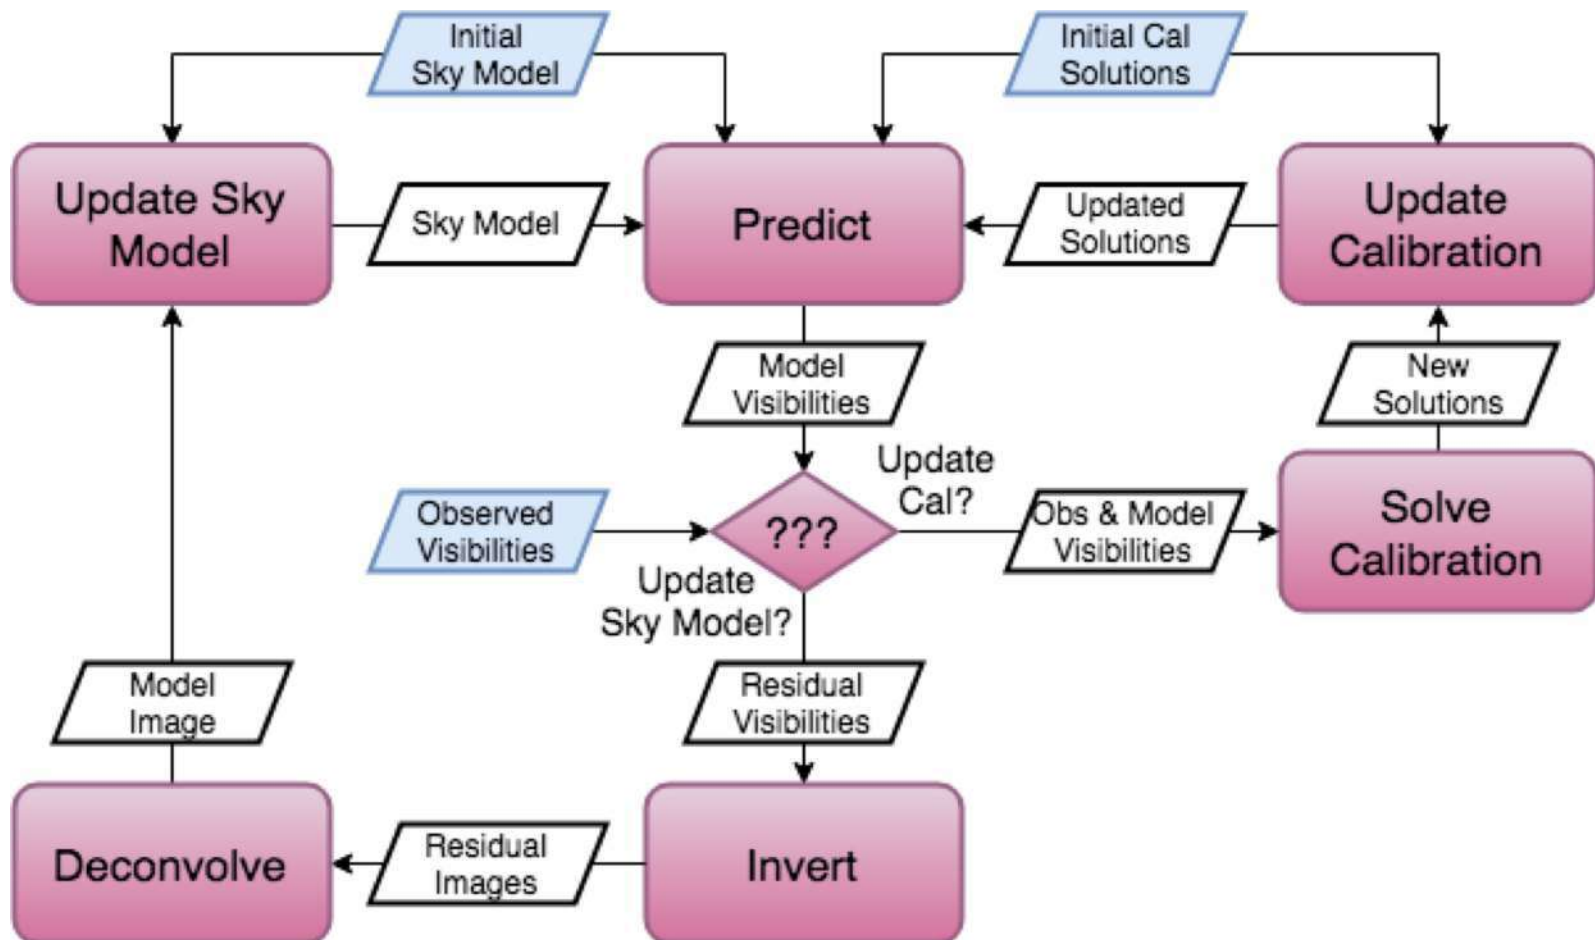 Initial
Sky Model
Initial Cal
Solutions
Update Sky
Model
Sky Model
Predict
Updated
Solutions
Update
Calibration
Model
Visibilities
New
Solutions
Update
Cal?
Observed
Visibilities
???
Obs & Model
Visibilities
Solve
Calibration
Update
Sky Model?
Model
Image
Residual
Visibilities
Deconvolve
Residual
Images
Invert